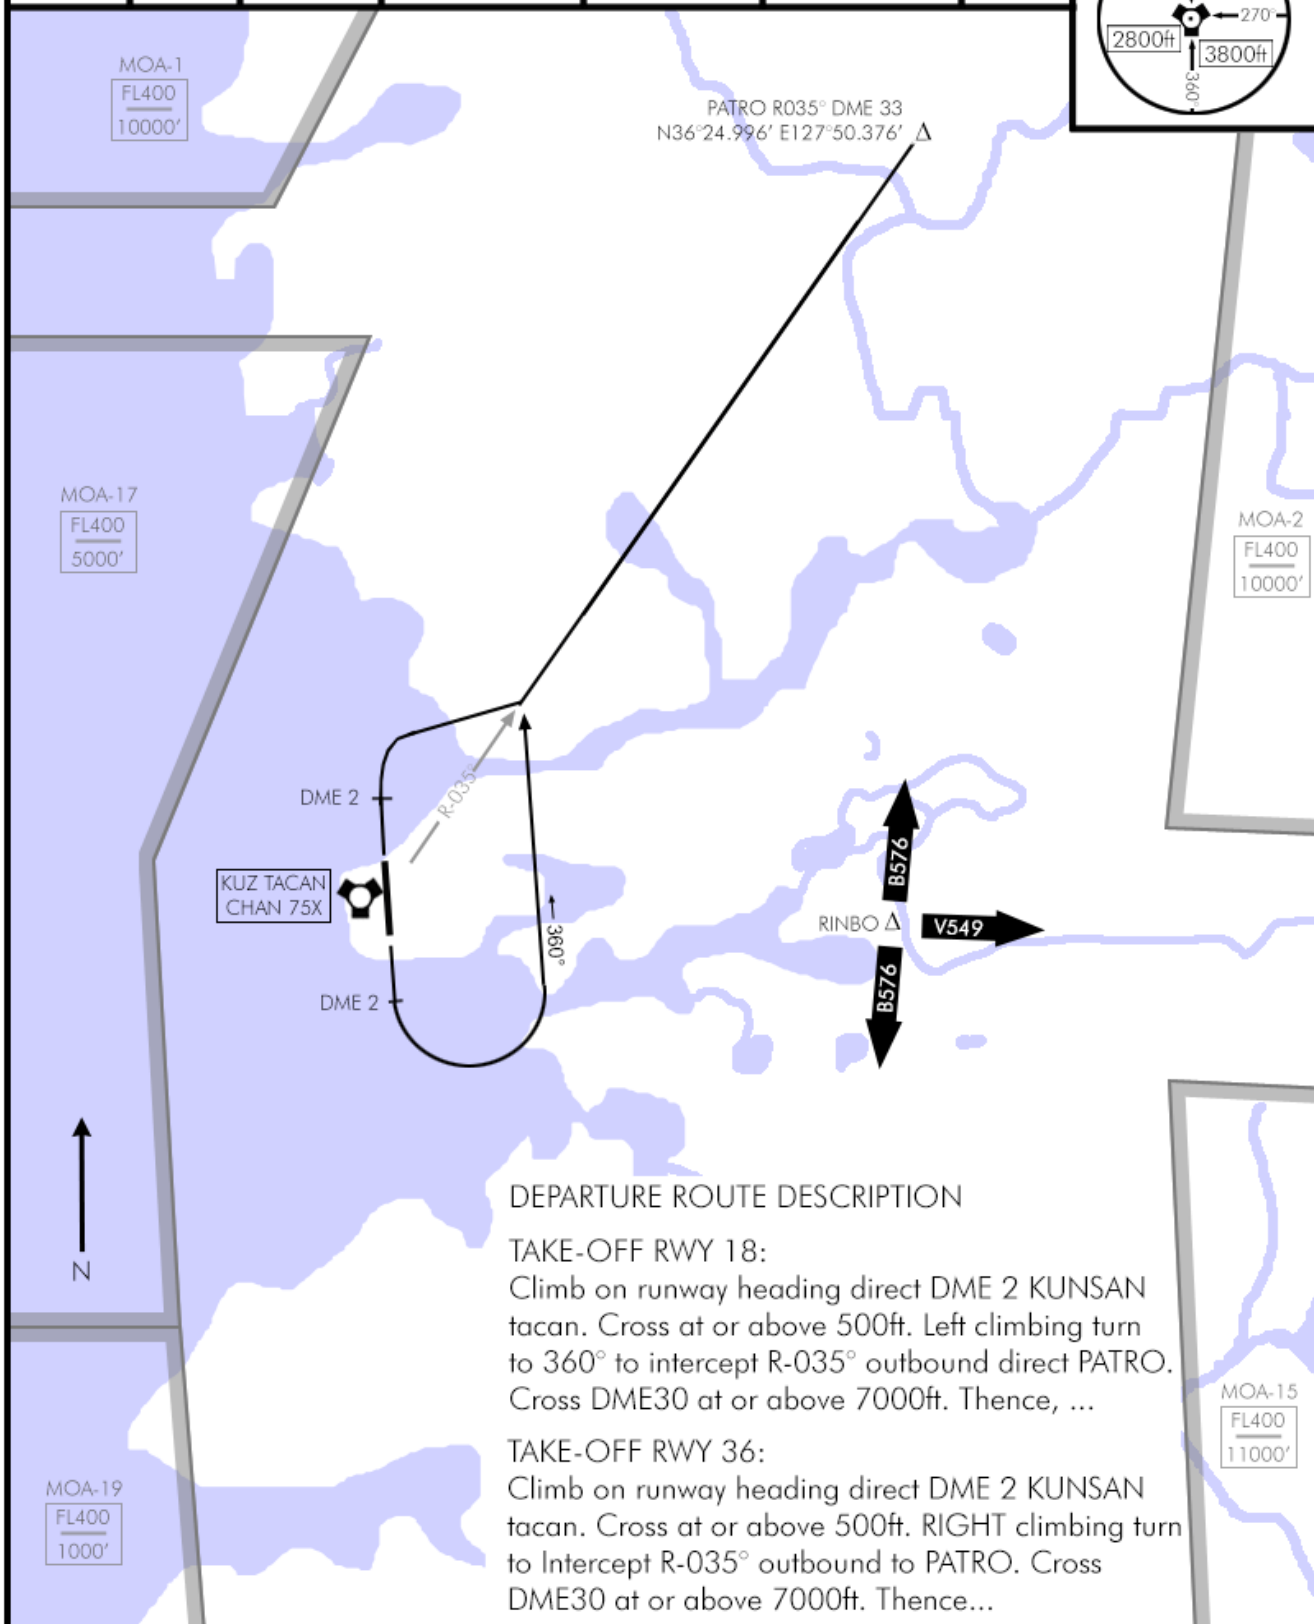 270°
2800ft
3800ft
360°
MOA-1
FL400
10000'
PATRO R035° DME 33
N36°24.996' E127°50.376'
MOA-17
FL400
5000'
MOA-2
FL400
10000'
DME 2
R-035°
KUZ TACAN
CHAN 75X
B576
RINBO
V549
360°
B576
DME 2
N
DEPARTURE ROUTE DESCRIPTION
TAKE-OFF RWY 18:
Climb on runway heading direct DME 2 KUNSAN
tacan. Cross at or above 500ft. Left climbing turn
to 360° to intercept R-035° outbound direct PATRO.
Cross DME30 at or above 7000ft. Thence, ...
TAKE-OFF RWY 36:
Climb on runway heading direct DME 2 KUNSAN
tacan. Cross at or above 500ft. RIGHT climbing turn
to Intercept R-035° outbound to PATRO. Cross
DME30 at or above 7000ft. Thence...
MOA-15
FL400
11000'
MOA-19
FL400
1000'